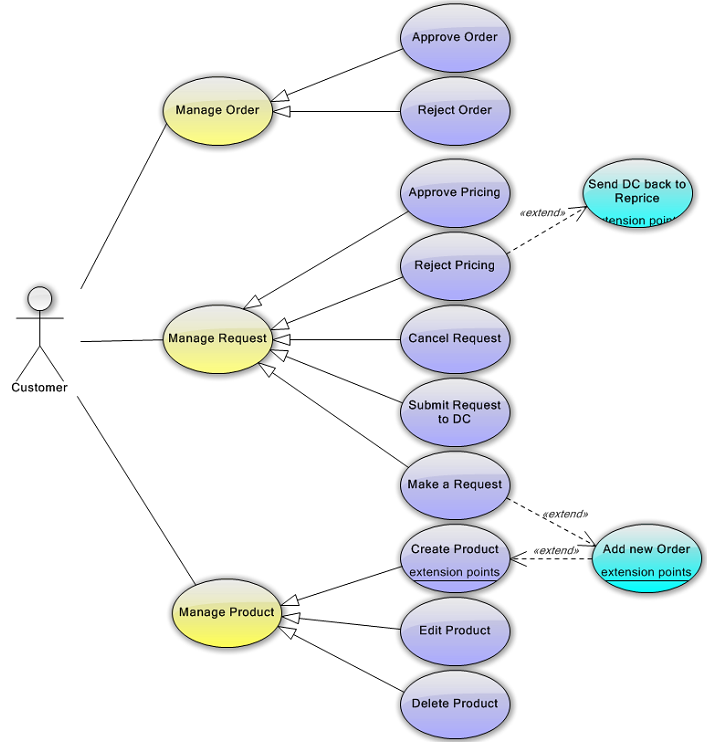 Approve Order
Manage Order
Reject Order
Approve Pricing
Send DC back to
Reprice
«extend»
Reject Pricing
Customer
Manage Request
Cancel Request
Submit Request
to DC
Make a Request
«extend»
Create Product
extension points
«extend»
Add new Order
extension points
Manage Product
Edit Product
Delete Product